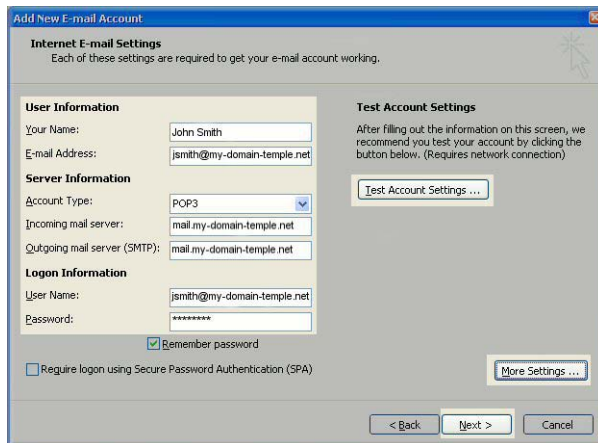 Add New E-mail Account
Internet E-mail Settings
Each of these settings are required to get your e-mail account working.
User Information
Your Name: John Smith
E-mail Address: jsmith@my-domain-temple.net
Server Information
Account Type: POP3
Incoming mail server: mail.my-domain-temple.net
Outgoing mail server (SMTP): mail.my-domain-temple.net
Logon Information
User Name: jsmith@my-domain-temple.net
Password: ********
Remember password
Require logon using Secure Password Authentication (SPA)
Test Account Settings
After filling out the information on this screen, we
recommend you test your account by clicking the
button below. (Requires network connection)
Test Account Settings ...
More Settings ...
< Back Next > Cancel